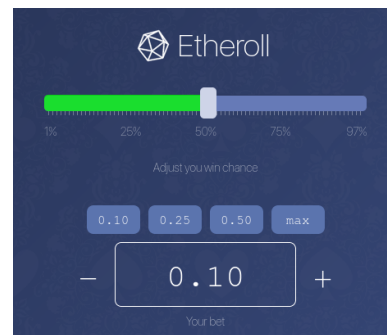 Etheroll
1% 25% 50% 75% 97%
Adjust you win chance
0.10 0.25 0.50 max
− 0.10 +
Your bet